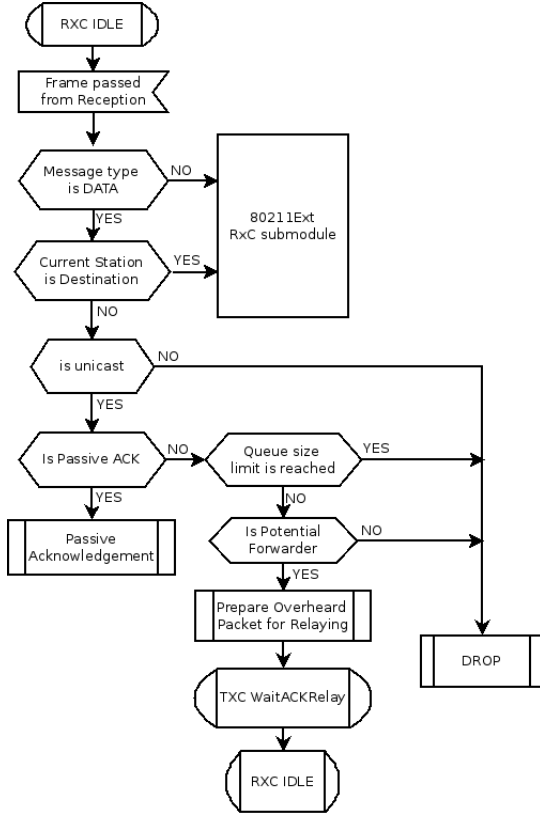 RXC IDLE
Frame passed
from Reception
Message type
is DATA
NO
80211Ext
RxC submodule
YES
Current Station
is Destination
YES
NO
is unicast
NO
YES
Is Passive ACK
NO
Queue size
limit is reached
YES
YES
NO
Passive
Acknowledgement
Is Potential
Forwarder
NO
YES
Prepare Overheard
Packet for Relaying
DROP
TXC WaitACKRelay
RXC IDLE